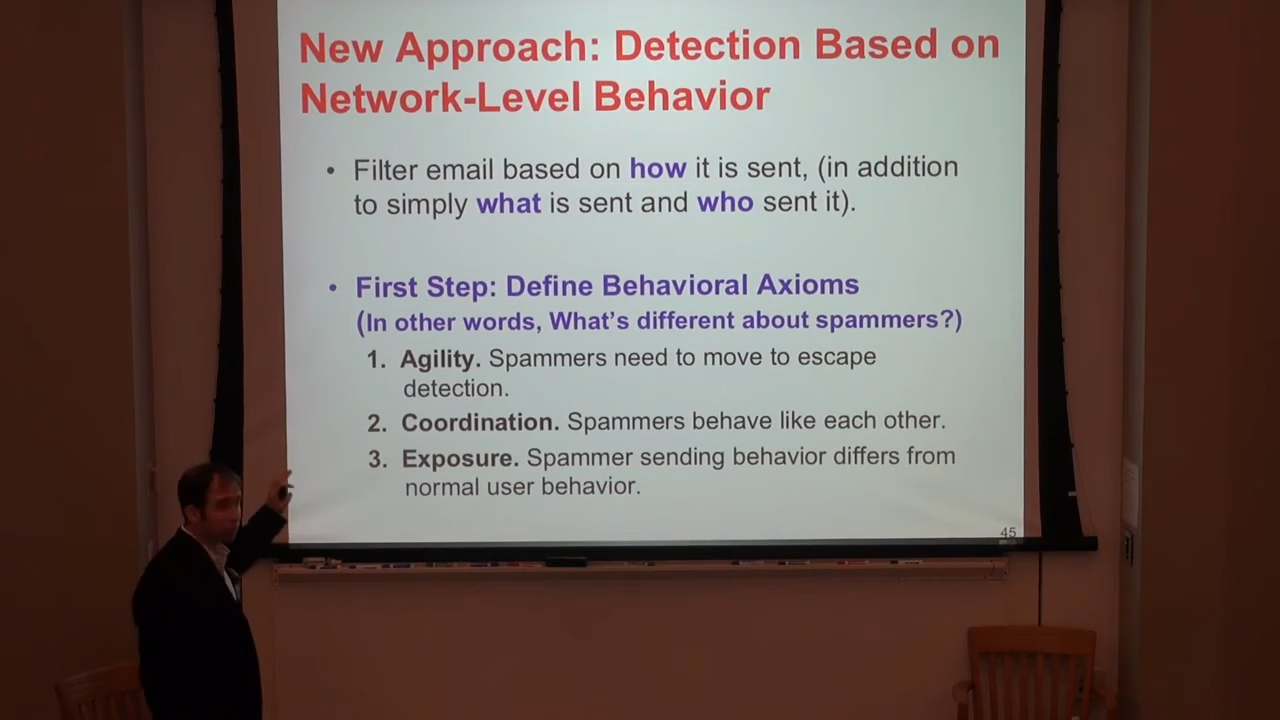 New Approach: Detection Based on
Network-Level Behavior
• Filter email based on how it is sent, (in addition
to simply what is sent and who sent it).
• First Step: Define Behavioral Axioms
(In other words, What's different about spammers?)
1. Agility. Spammers need to move to escape
detection.
2. Coordination. Spammers behave like each other.
3. Exposure. Spammer sending behavior differs from
normal user behavior.
45